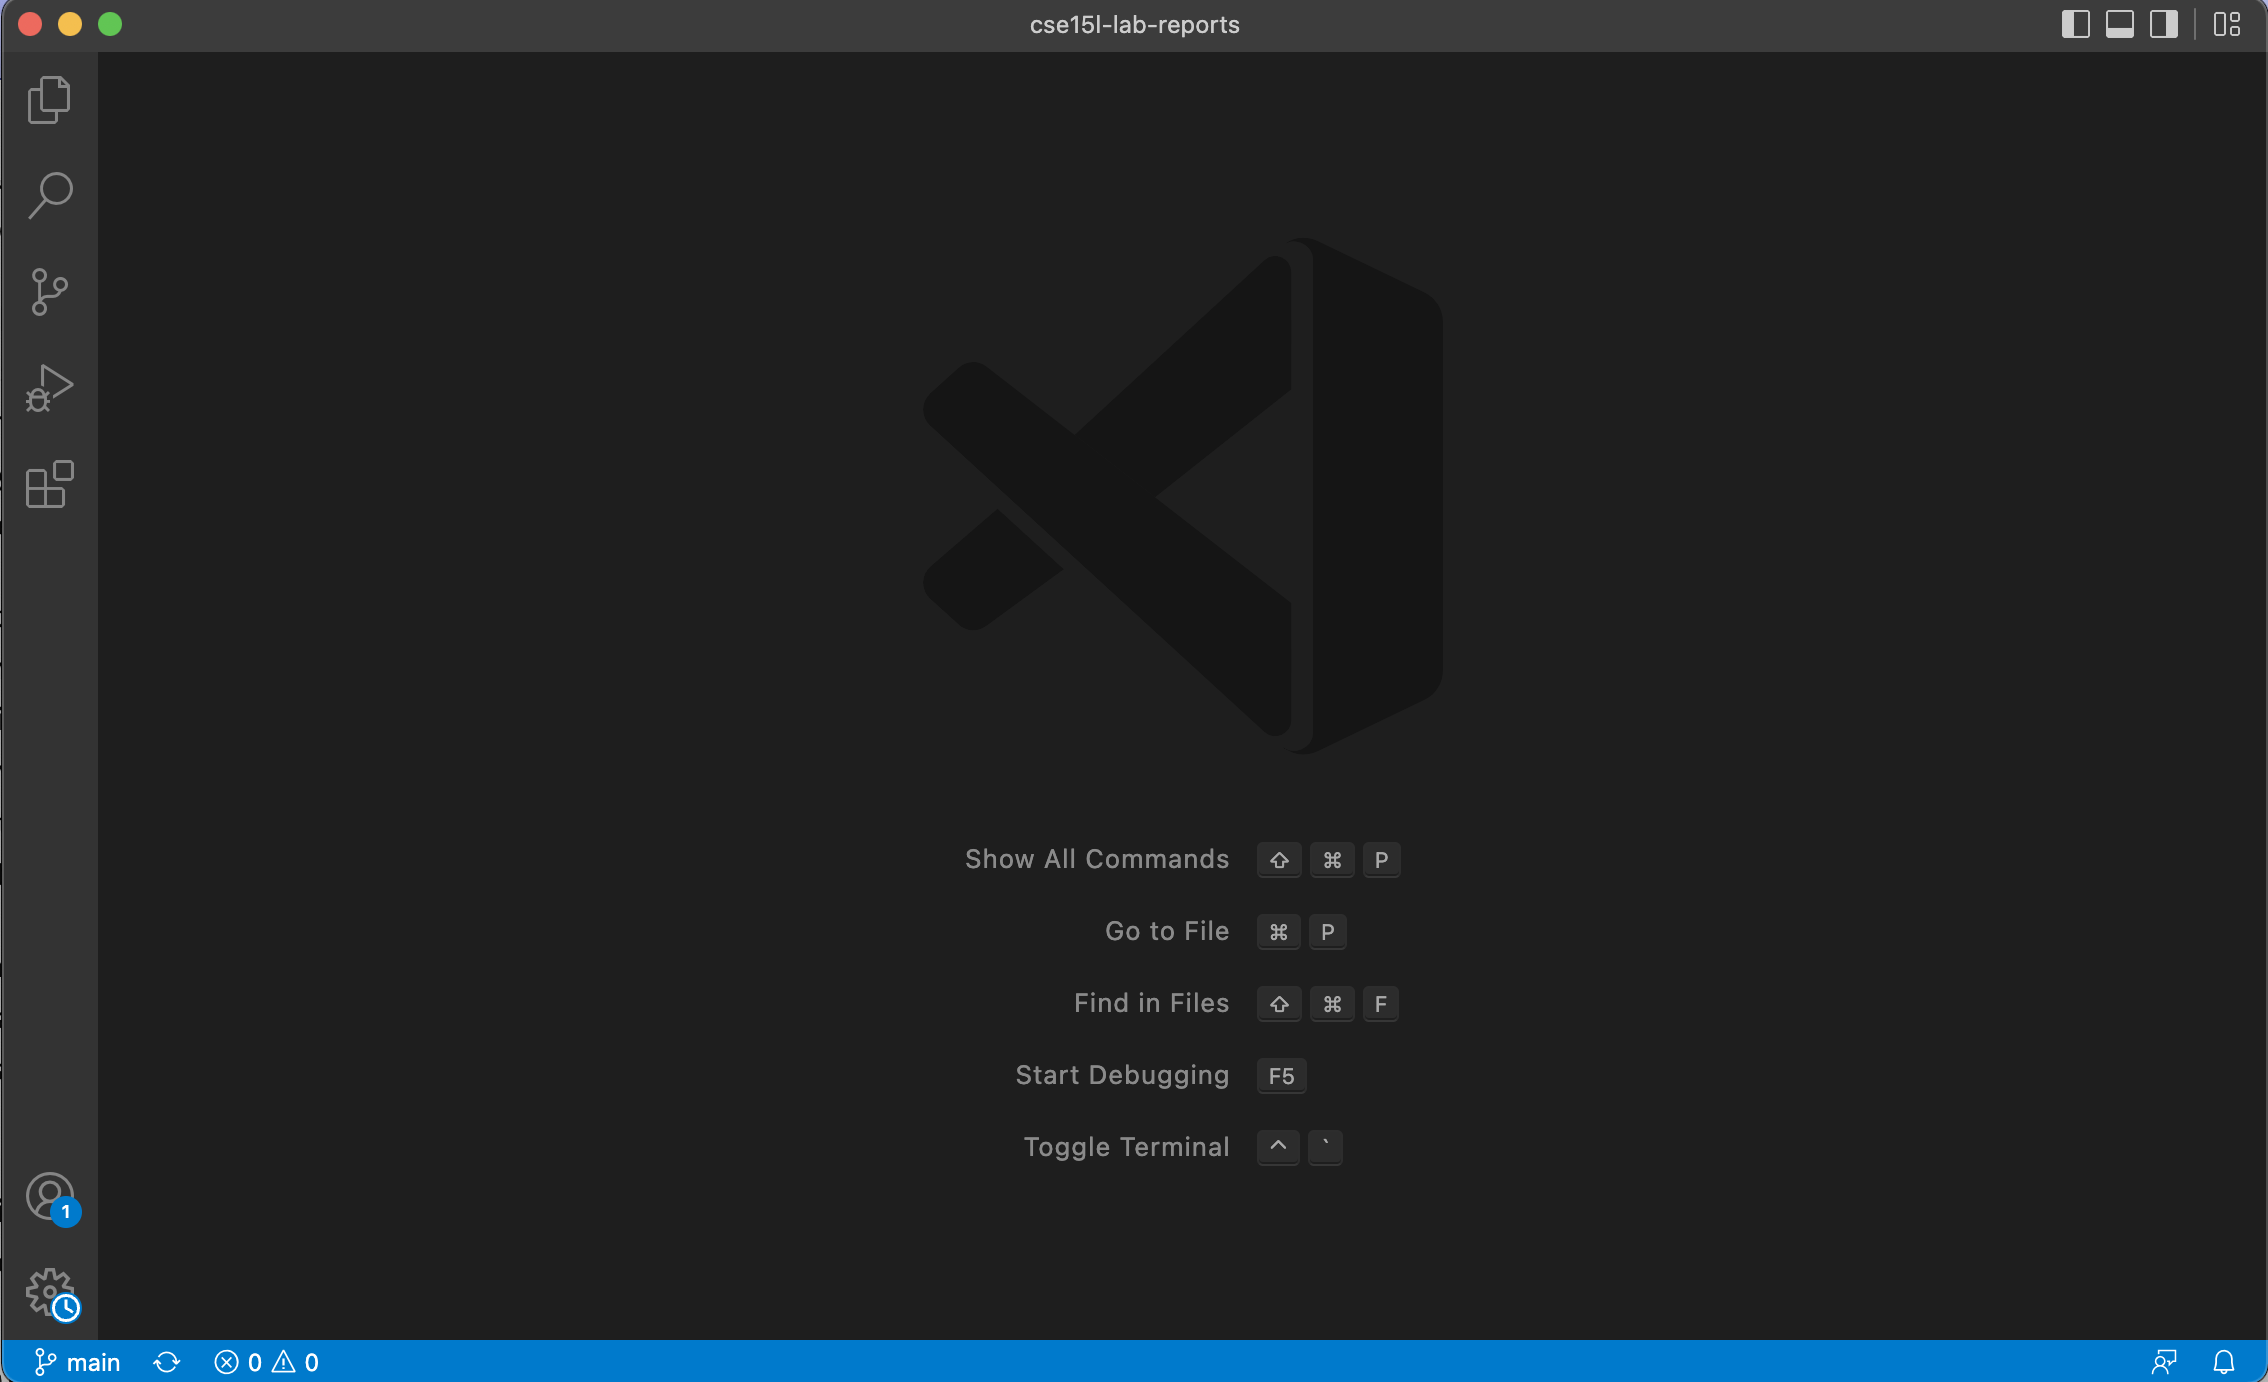 cse15l-lab-reports
Show All Commands ⇧ ⌘ P
Go to File ⌘ P
Find in Files ⇧ ⌘ F
Start Debugging F5
Toggle Terminal ^ `
1
main 0 0